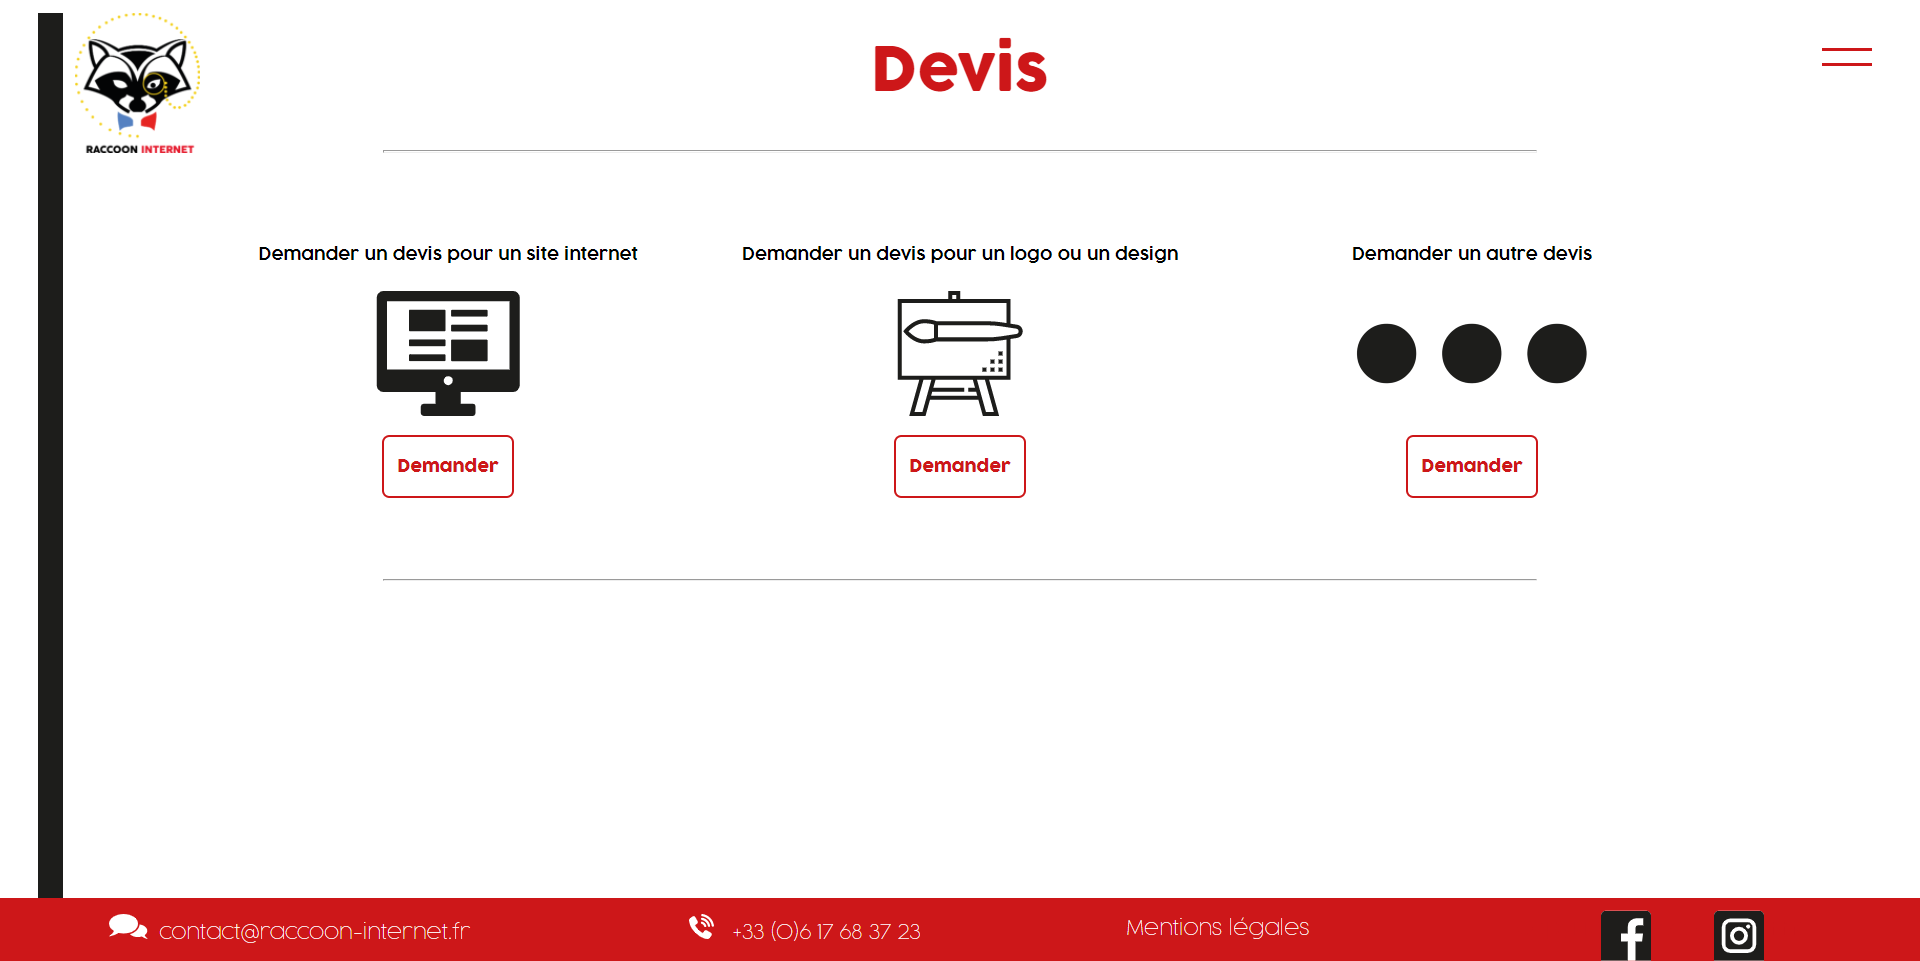 Devis
RACCOON INTERNET
Demander un devis pour un site internet
Demander un devis pour un logo ou un design
Demander un autre devis
Demander
Demander
Demander
contact@raccoon-internet.fr
+33 (0)6 17 68 37 23
Mentions légales